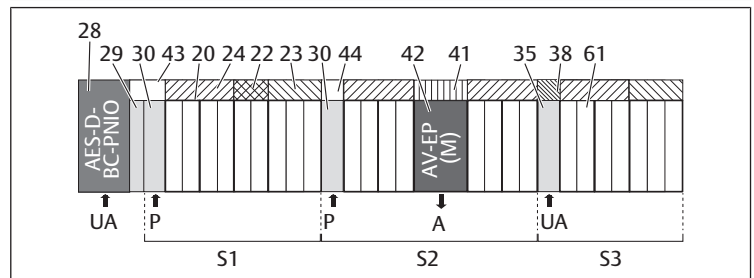 28
29 30 43 20 24 22 23 30 44 42 41 35 38 61
AES-D-
BC-PNIO
AV-EP
(M)
UA P P A UA
S1 S2 S3